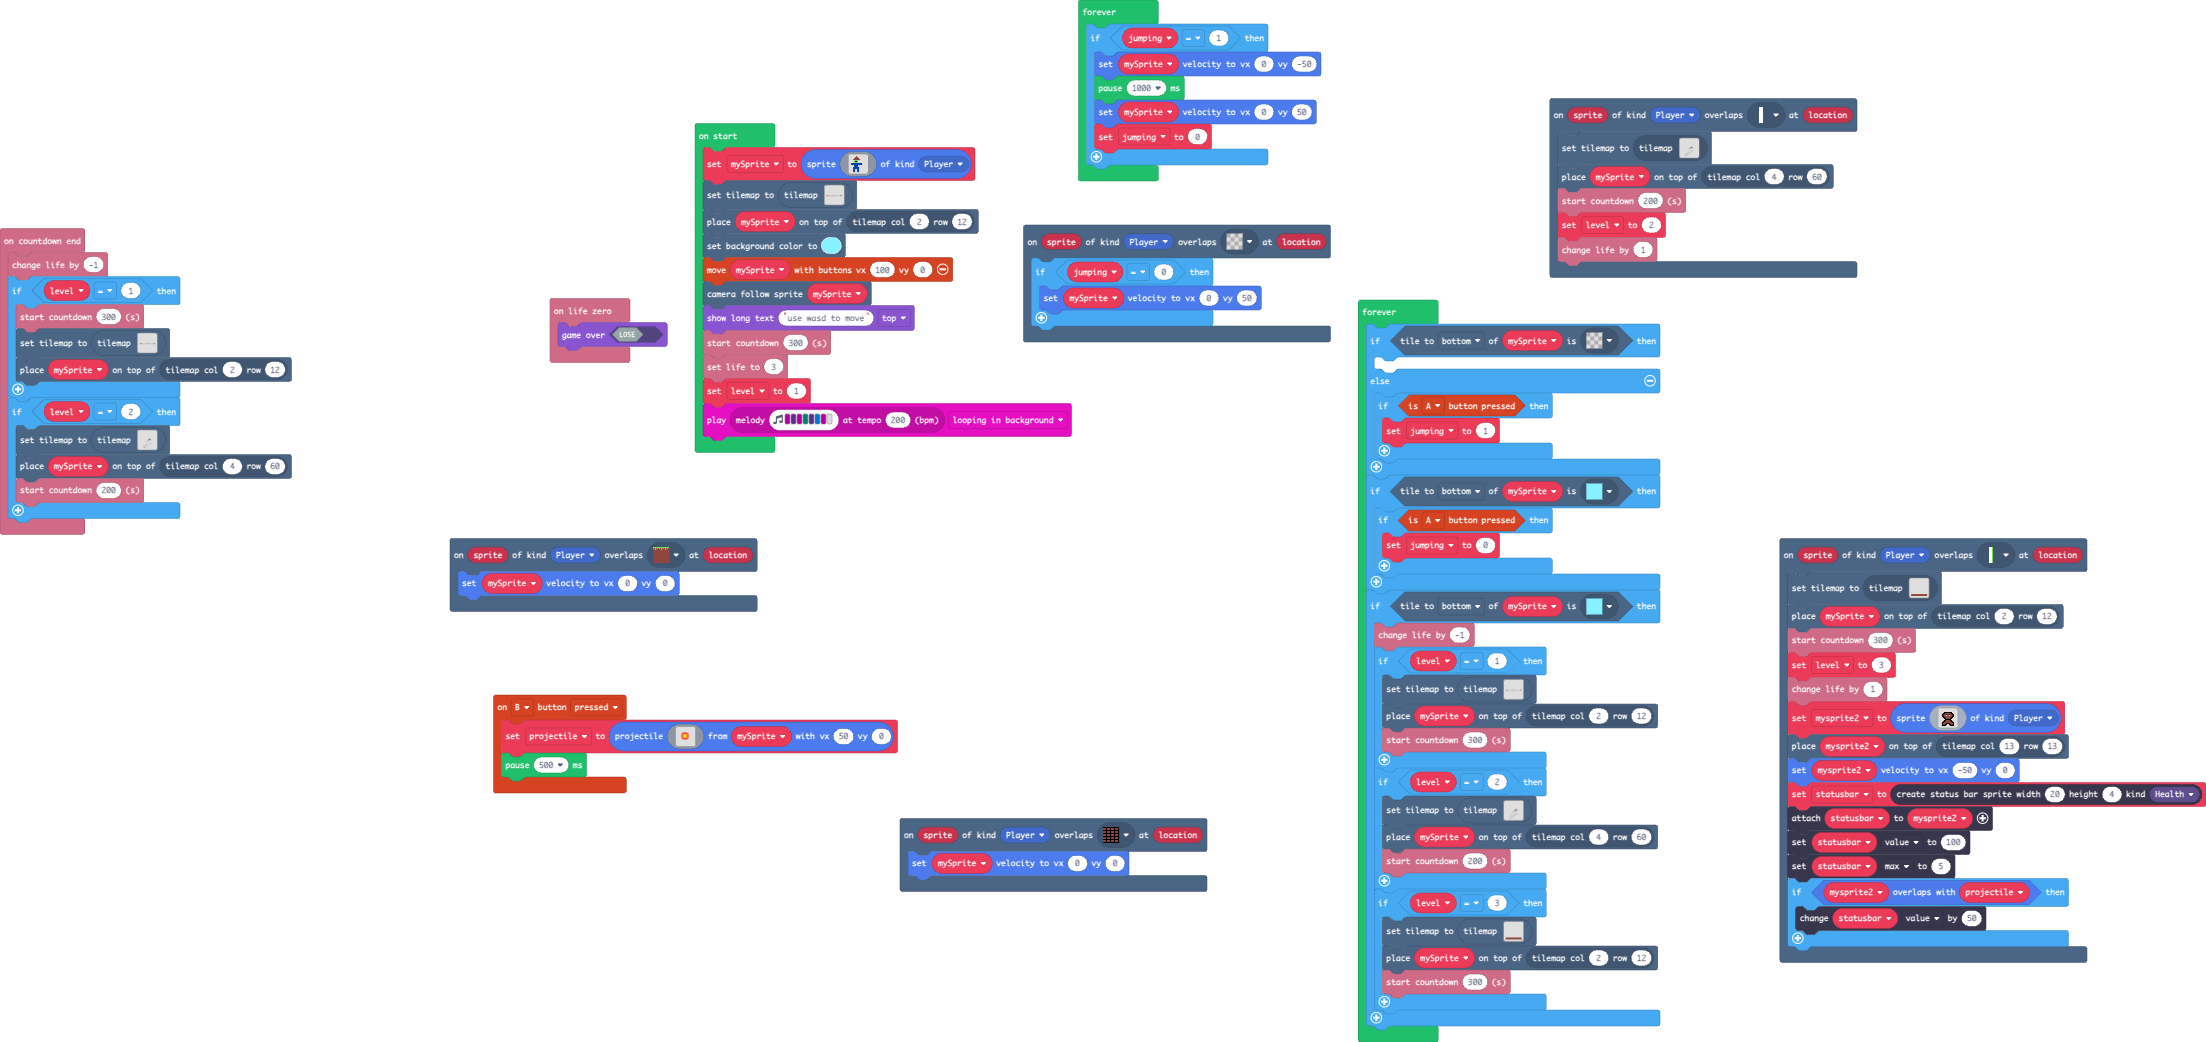 on countdown end
change life by -1
if level = 1 then
start countdown 300 (s)
set tilemap to tilemap
place mySprite on top of tilemap col 2 row 12
if level = 2 then
set tilemap to tilemap
place mySprite on top of tilemap col 4 row 60
start countdown 200 (s)
on life zero
game over LOSE
on start
set mySprite to sprite of kind Player
set tilemap to tilemap
place mySprite on top of tilemap col 2 row 12
set background color to
move mySprite with buttons vx 100 vy 0
camera follow sprite mySprite
show long text "use wasd to move" top
start countdown 300 (s)
set life to 3
set level to 1
play melody at tempo 200 (bpm) looping in background
forever
if jumping = 1 then
set mySprite velocity to vx 0 vy -50
pause 1000 ms
set mySprite velocity to vx 0 vy 50
set jumping to 0
on sprite of kind Player overlaps at location
if jumping = 0 then
set mySprite velocity to vx 0 vy 50
on sprite of kind Player overlaps at location
set tilemap to tilemap
place mySprite on top of tilemap col 4 row 60
start countdown 200 (s)
set level to 2
change life by 1
on sprite of kind Player overlaps at location
set mySprite velocity to vx 0 vy 0
on B button pressed
set projectile to projectile from mySprite with vx 50 vy 0
pause 500 ms
on sprite of kind Player overlaps at location
set mySprite velocity to vx 0 vy 0
forever
if tile to bottom of mySprite is then
else
if is A button pressed then
set jumping to 1
if tile to bottom of mySprite is then
if is A button pressed then
set jumping to 0
if tile to bottom of mySprite is then
change life by -1
if level = 1 then
set tilemap to tilemap
place mySprite on top of tilemap col 2 row 12
start countdown 300 (s)
if level = 2 then
set tilemap to tilemap
place mySprite on top of tilemap col 4 row 60
start countdown 200 (s)
if level = 3 then
set tilemap to tilemap
place mySprite on top of tilemap col 2 row 12
start countdown 300 (s)
on sprite of kind Player overlaps at location
set tilemap to tilemap
place mySprite on top of tilemap col 2 row 12
start countdown 300 (s)
set level to 3
change life by 1
set mysprite2 to sprite of kind Player
place mysprite2 on top of tilemap col 13 row 13
set mysprite2 velocity to vx -50 vy 0
set statusbar to create status bar sprite width 20 height 4 kind Health
attach statusbar to mysprite2
set statusbar value to 100
set statusbar max to 5
if mysprite2 overlaps with projectile then
change statusbar value by 50